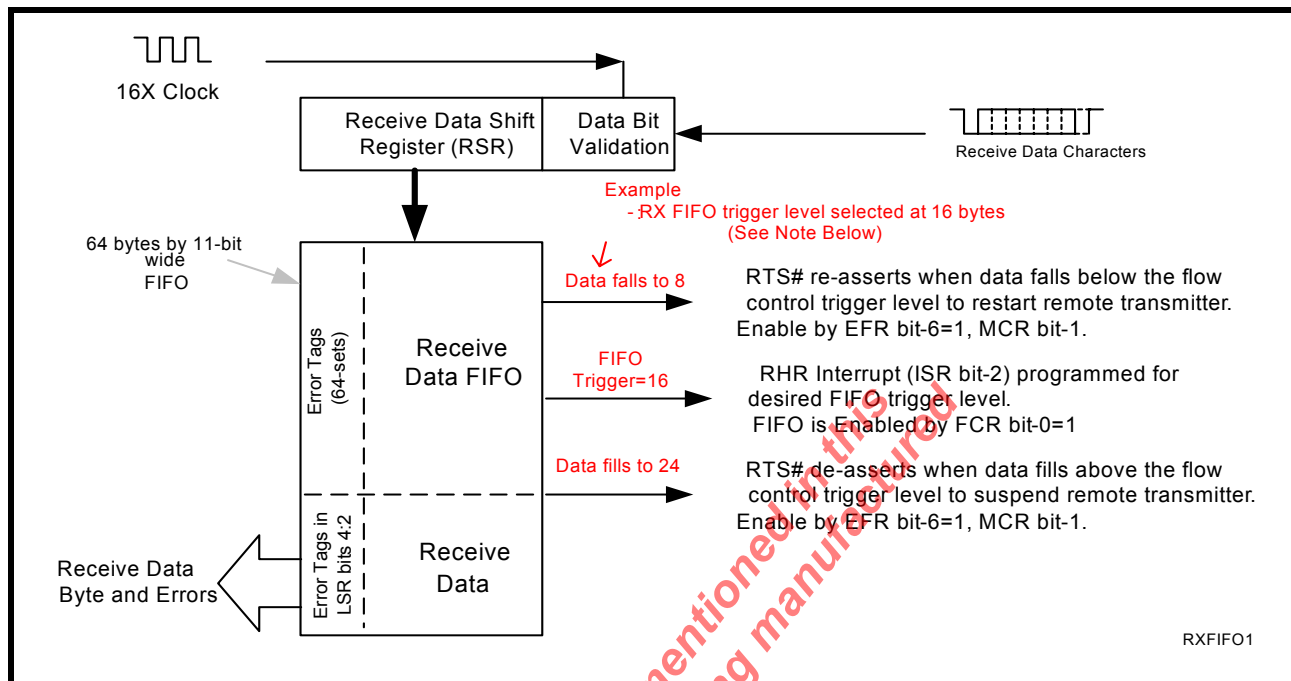 16X Clock
Receive Data Shift
Register (RSR)
Data Bit
Validation
Receive Data Characters
Example
- :RX FIFO trigger level selected at 16 bytes
(See Note Below)
64 bytes by 11-bit
wide
FIFO
Error Tags
(64-sets)
Receive
Data FIFO
Data falls to 8
RTS# re-asserts when data falls below the flow
control trigger level to restart remote transmitter.
Enable by EFR bit-6=1, MCR bit-1.
FIFO
Trigger=16
RHR Interrupt (ISR bit-2) programmed for
desired FIFO trigger level.
FIFO is Enabled by FCR bit-0=1
Data fills to 24
RTS# de-asserts when data fills above the flow
control trigger level to suspend remote transmitter.
Enable by EFR bit-6=1, MCR bit-1.
Error Tags in
LSR bits 4:2
Receive
Data
Receive Data
Byte and Errors
mentioned in this
manufactured
RXFIFO1